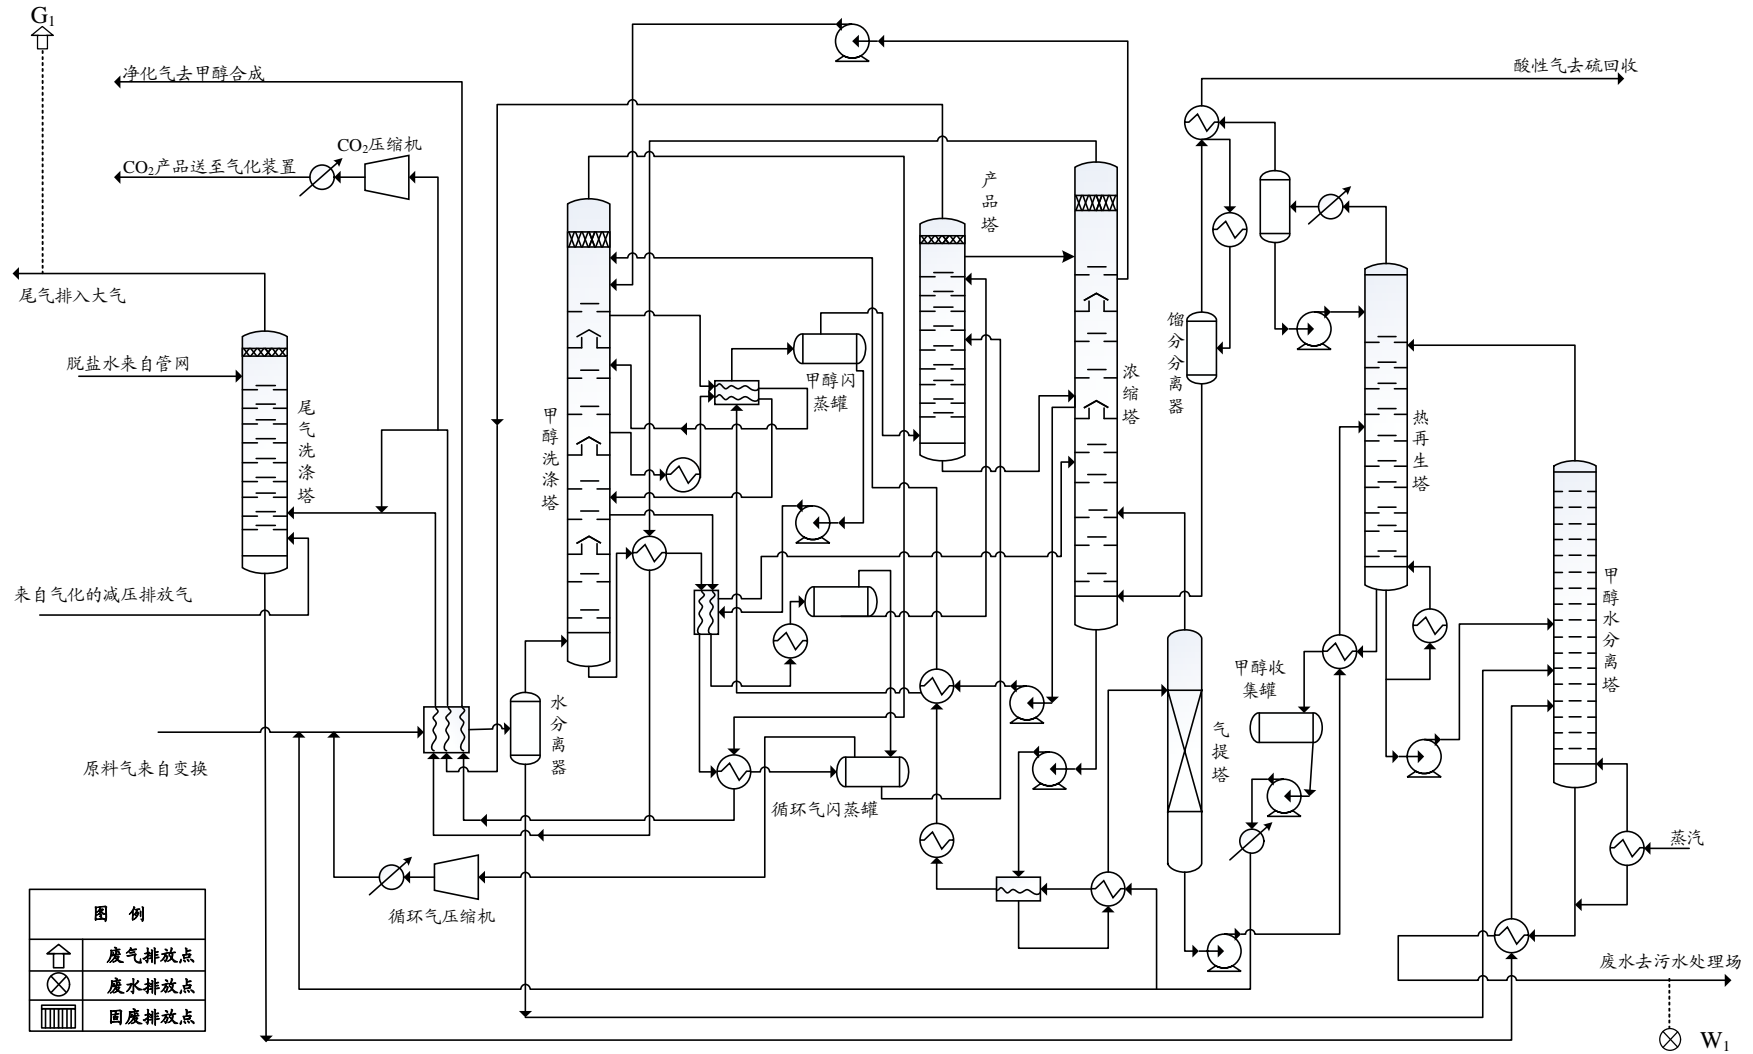 G₁
净化气去甲醇合成
酸性气去硫回收
CO₂压缩机
CO₂产品送至气化装置
产品塔
尾气排入大气
脱盐水来自管网
尾气洗涤塔
甲醇洗涤塔
甲醇闪
蒸罐
浓缩塔
馏分分离器
热再生塔
来自气化的减压排放气
甲醇水分离塔
甲醇收
集罐
水分离器
气提塔
原料气来自变换
循环气闪蒸罐
蒸汽
循环气压缩机
图 例
废气排放点
废水排放点
固废排放点
废水去污水处理场
W₁